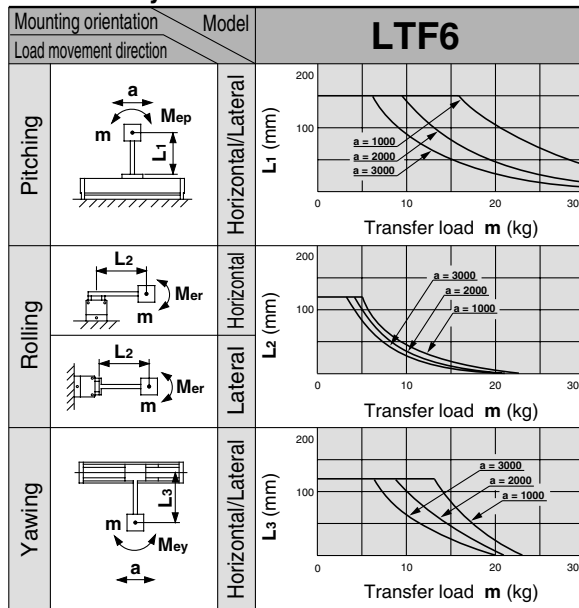 Mounting orientation
Model
Load movement direction
LTF6
Pitching
a
Mep
m
L1
Horizontal/Lateral
L1 (mm)
200
100
a = 1000
a = 2000
a = 3000
0
10
20
30
Transfer load m (kg)
Rolling
L2
Mer
m
Horizontal
L2
Mer
m
Lateral
L2 (mm)
200
100
a = 3000
a = 2000
a = 1000
0
10
20
30
Transfer load m (kg)
Yawing
L3
m
Mey
a
Horizontal/Lateral
L3 (mm)
200
100
a = 3000
a = 2000
a = 1000
0
10
20
30
Transfer load m (kg)